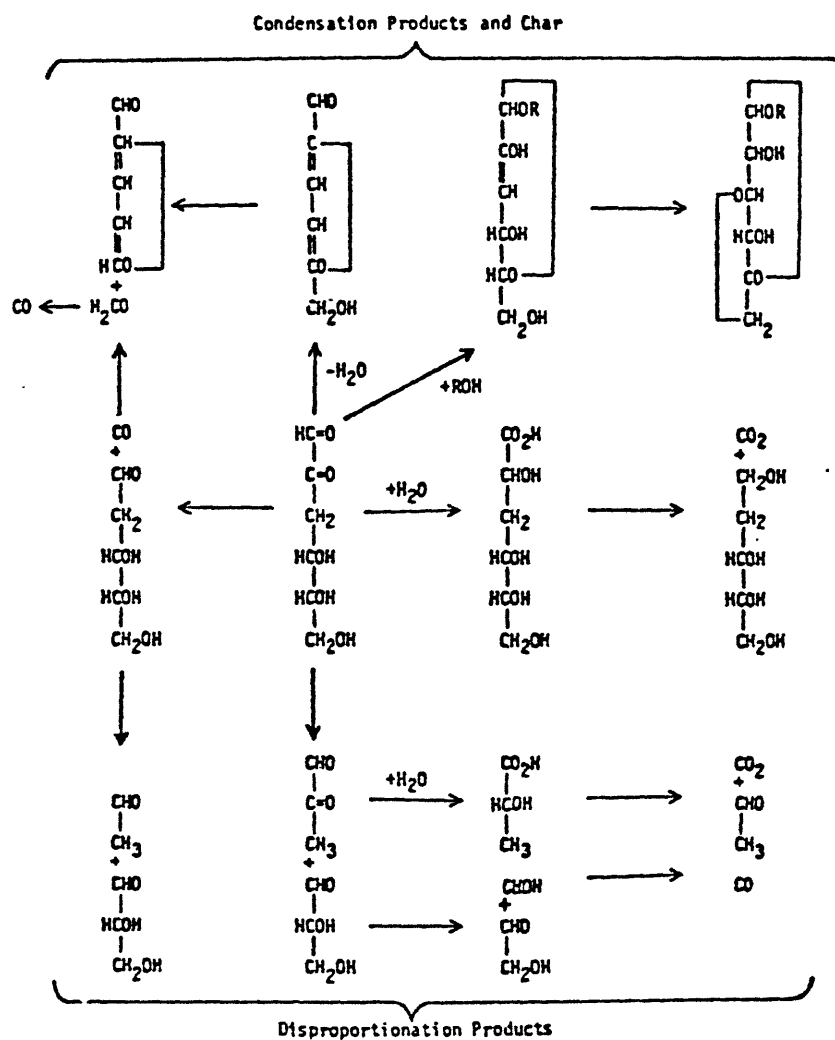 Condensation Products and Char
CHO CHO CHOR CHOR
CH C COH CHOH
CH CH CH OCH
CH CH HCOH HCOH
HCO CO HCO CO
+
CO H2CO CH2OH CH2OH CH2
-H2O +ROH
CO HC=O CO2H CO2
+ +
CHO C=O CHOH CH2OH
+H2O
CH2 CH2 CH2 CH2
HCOH HCOH HCOH HCOH
HCOH HCOH HCOH HCOH
CH2OH CH2OH CH2OH CH2OH
CHO CO2H CO2
+H2O +
CHO C=O HCOH CHO
CH3 CH3 CH3 CH3
+ +
CHO CHO CHOH CO
+
HCOH HCOH CHO
CH2OH CH2OH CH2OH
Disproportionation Products